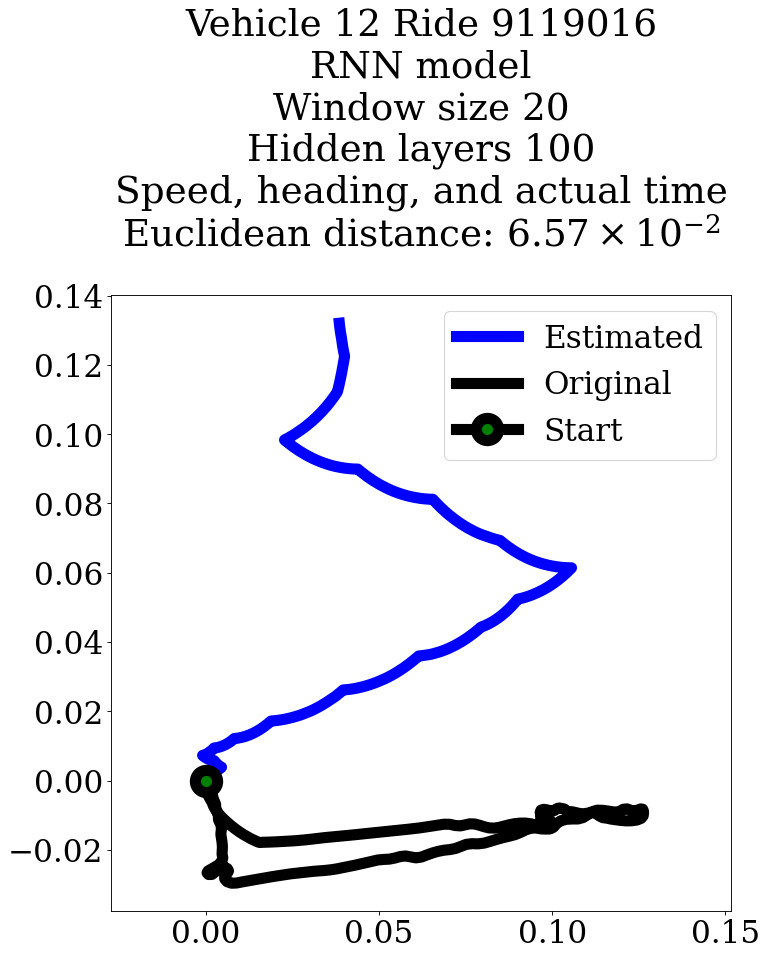 Vehicle 12 Ride 9119016
RNN model
Window size 20
Hidden layers 100
Speed, heading, and actual time
Euclidean distance: 6.57 × 10⁻²
Estimated
Original
Start
0.14
0.12
0.10
0.08
0.06
0.04
0.02
0.00
−0.02
0.00 0.05 0.10 0.15